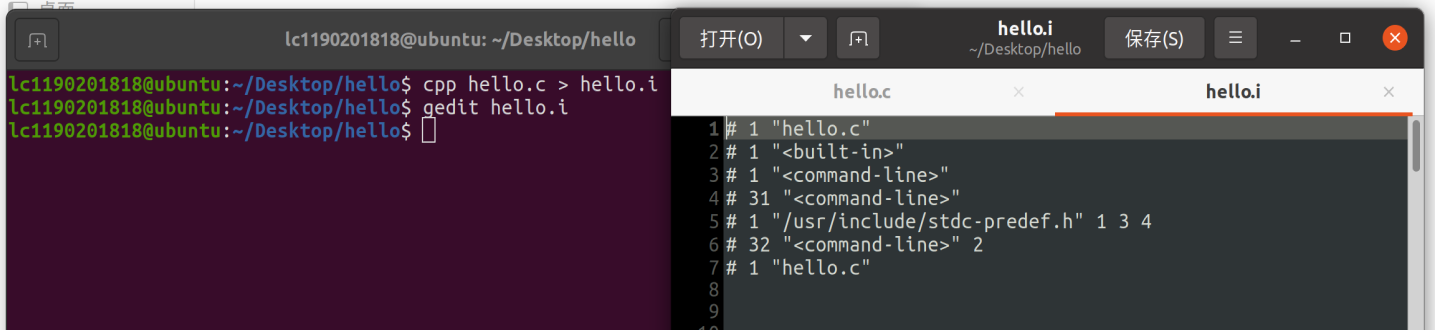 桌面
lc1190201818@ubuntu: ~/Desktop/hello
lc1190201818@ubuntu:~/Desktop/hello$ cpp hello.c > hello.i
lc1190201818@ubuntu:~/Desktop/hello$ gedit hello.i
lc1190201818@ubuntu:~/Desktop/hello$
打开(O)
hello.i
~/Desktop/hello
保存(S)
hello.c
hello.i
1 # 1 "hello.c"
2 # 1 "<built-in>"
3 # 1 "<command-line>"
4 # 31 "<command-line>"
5 # 1 "/usr/include/stdc-predef.h" 1 3 4
6 # 32 "<command-line>" 2
7 # 1 "hello.c"
8
9
10